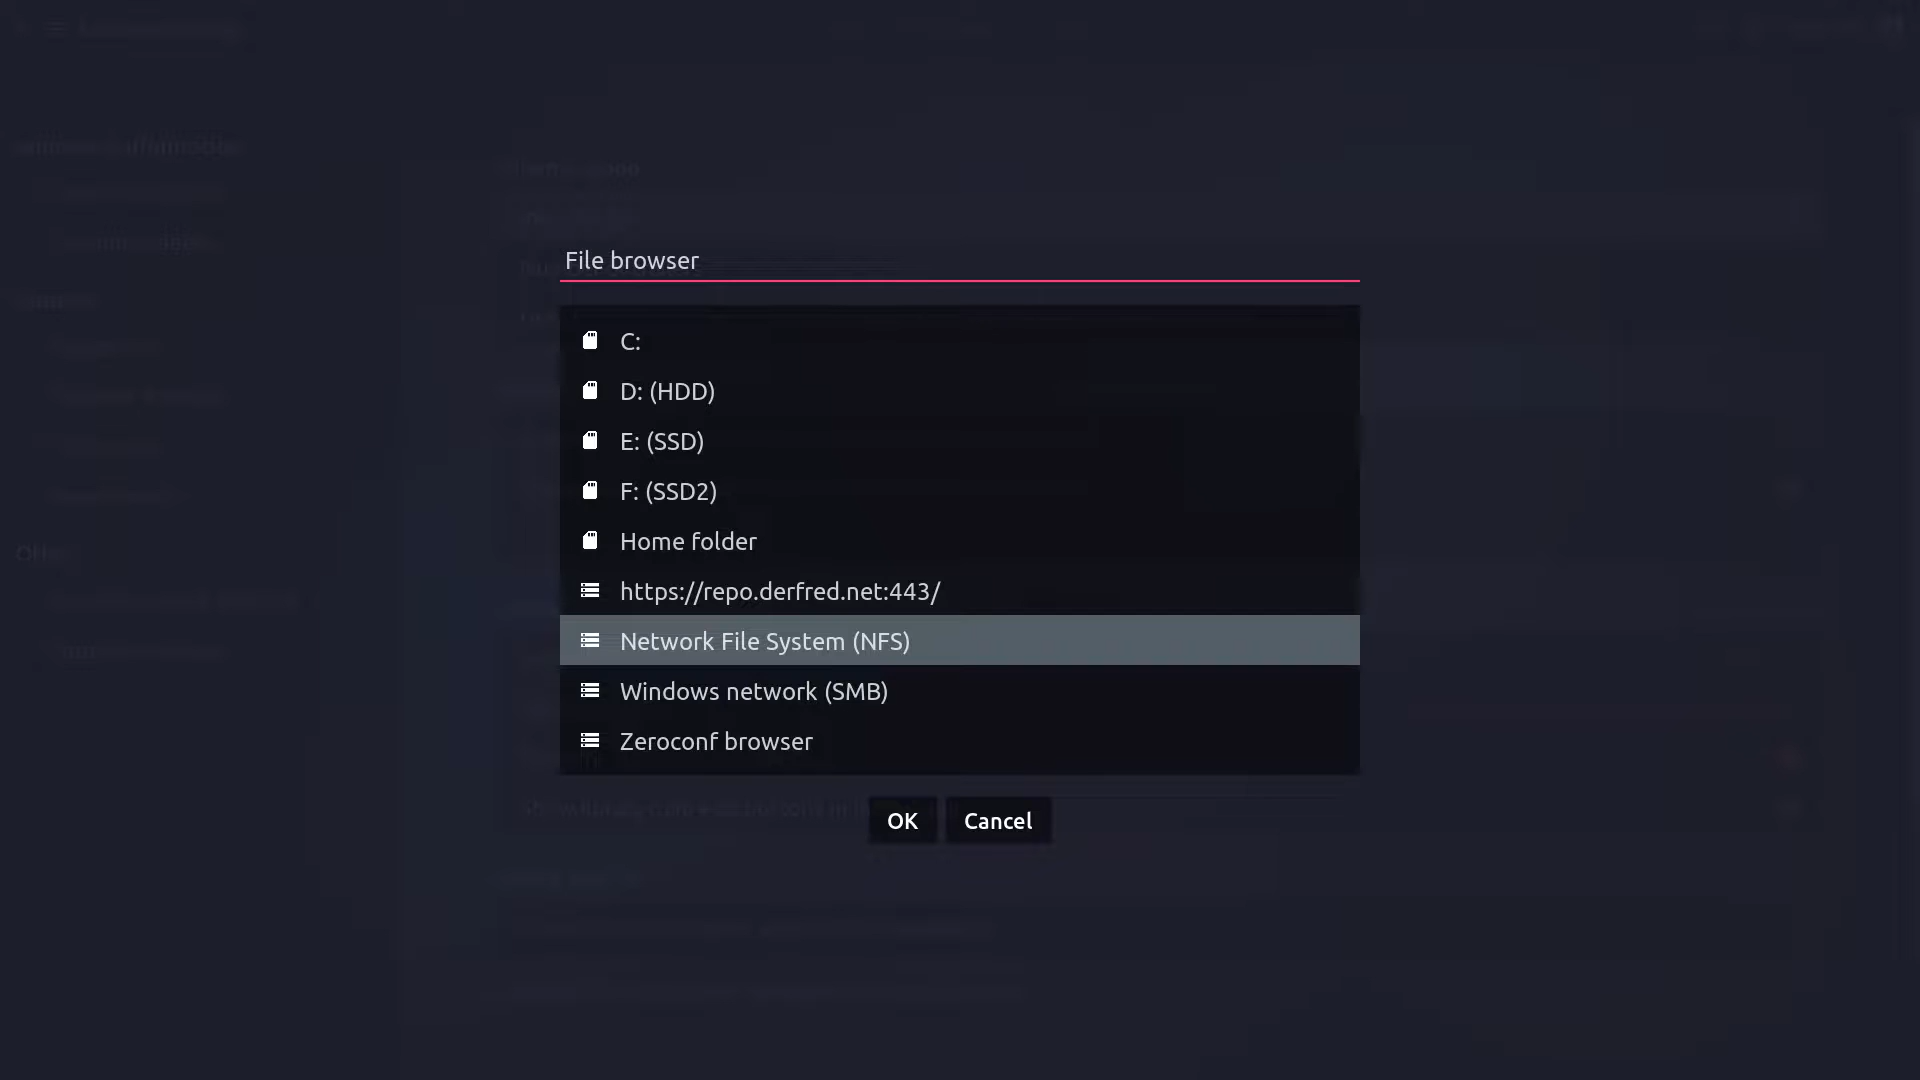 File browser
C:
D: (HDD)
E: (SSD)
F: (SSD2)
Home folder
https://repo.derfred.net:443/
Network File System (NFS)
Windows network (SMB)
Zeroconf browser
OK
Cancel